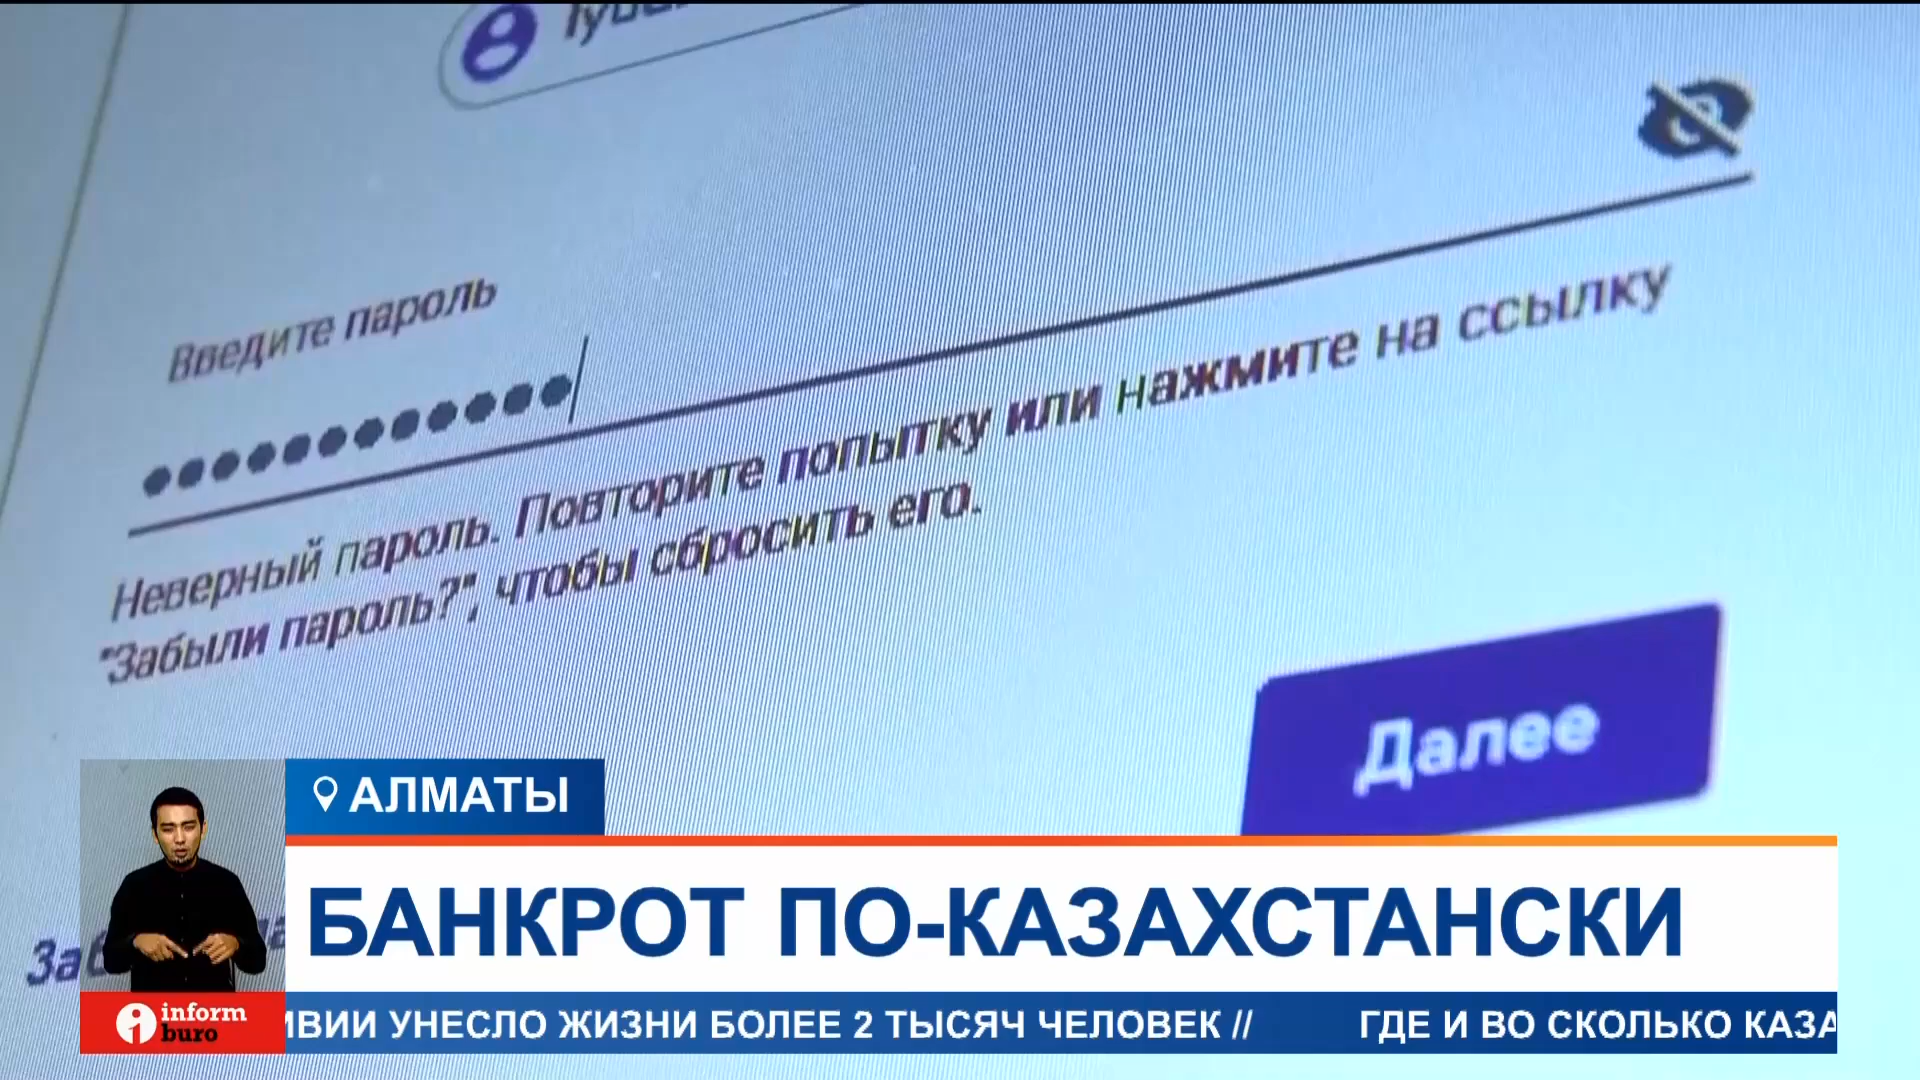 Введите пароль
Неверный пароль. Повторите попытку или нажмите на ссылку
"Забыли пароль?", чтобы сбросить его.
Далее
АЛМАТЫ
БАНКРОТ ПО-КАЗАХСТАНСКИ
inform
buro
УНЕСЛО ЖИЗНИ БОЛЕЕ 2 ТЫСЯЧ ЧЕЛОВЕК // ГДЕ И ВО СКОЛЬКО